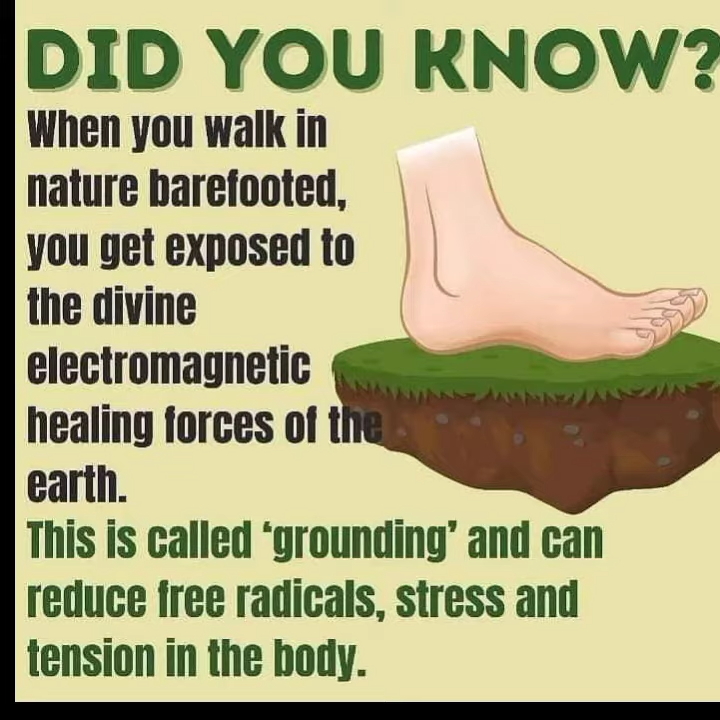 DID YOU KNOW?
When you walk in
nature barefooted,
you get exposed to
the divine
electromagnetic
healing forces of the
earth.
This is called ‘grounding’ and can
reduce free radicals, stress and
tension in the body.